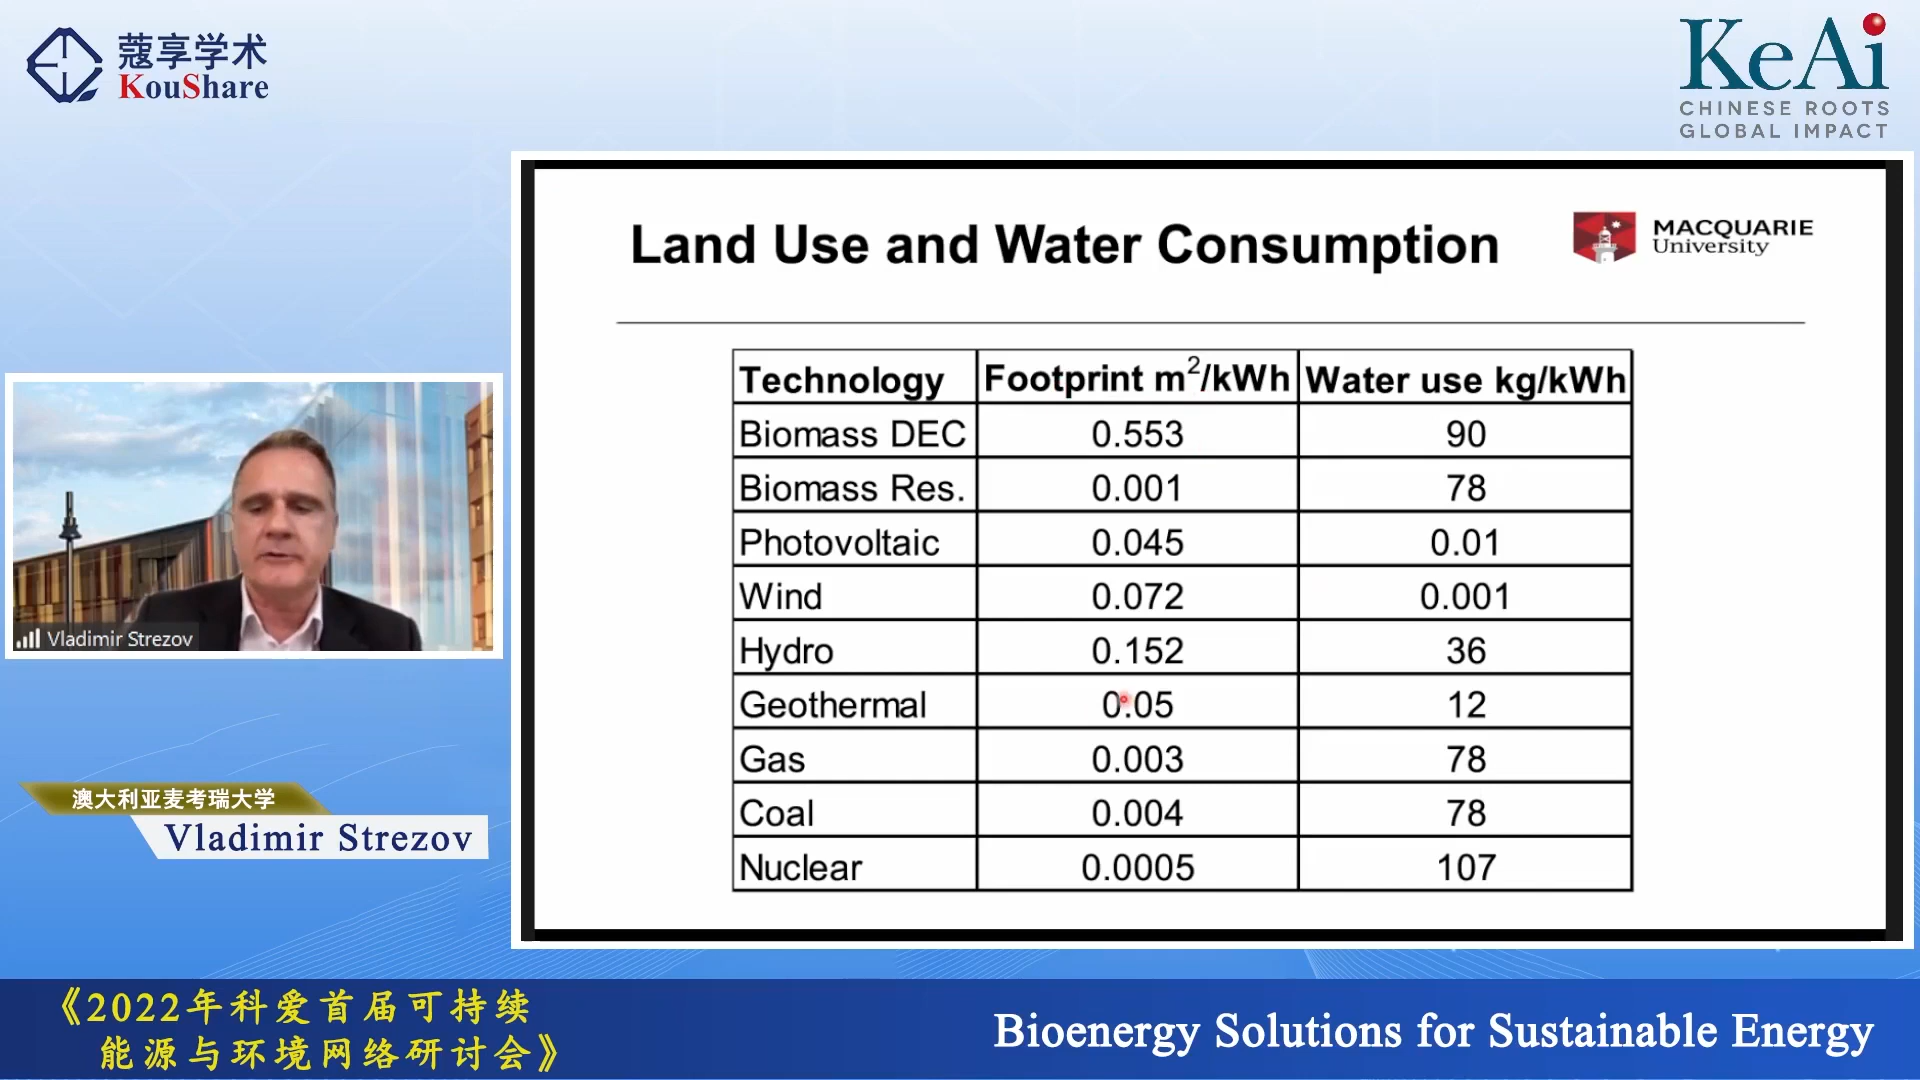 蔻享学术
KouShare
KeAi
CHINESE ROOTS
GLOBAL IMPACT
Land Use and Water Consumption
MACQUARIE
University
Technology Footprint m²/kWh Water use kg/kWh
Biomass DEC 0.553 90
Biomass Res. 0.001 78
Photovoltaic 0.045 0.01
Wind 0.072 0.001
Hydro 0.152 36
Geothermal 0.05 12
Gas 0.003 78
Coal 0.004 78
Nuclear 0.0005 107
Vladimir Strezov
澳大利亚麦考瑞大学
Vladimir Strezov
《2022年科爱首届可持续
能源与环境网络研讨会》
Bioenergy Solutions for Sustainable Energy